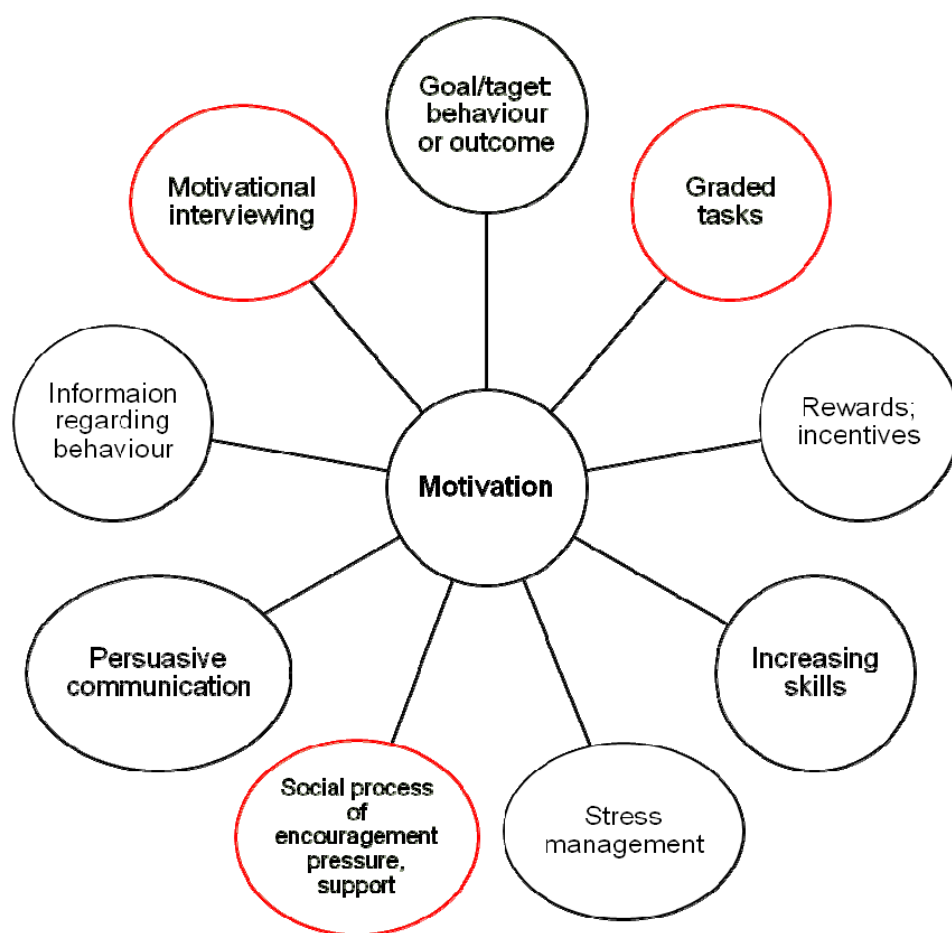 Goal/taget:
behaviour
or outcome
Motivational
interviewing
Graded
tasks
Informaion
regarding
behaviour
Rewards;
incentives
Motivation
Persuasive
communication
Increasing
skills
Social process
of
encouragement
pressure,
support
Stress
management